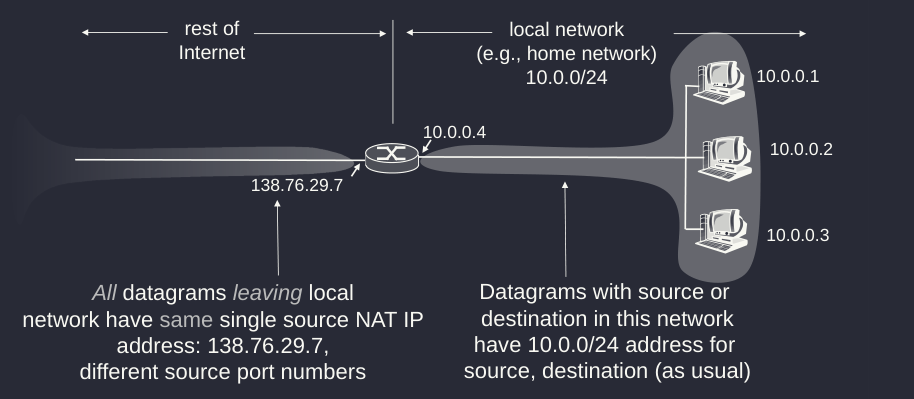 rest of
Internet
local network
(e.g., home network)
10.0.0/24
10.0.0.1
10.0.0.4
10.0.0.2
138.76.29.7
10.0.0.3
All datagrams leaving local
network have same single source NAT IP
address: 138.76.29.7,
different source port numbers
Datagrams with source or
destination in this network
have 10.0.0/24 address for
source, destination (as usual)